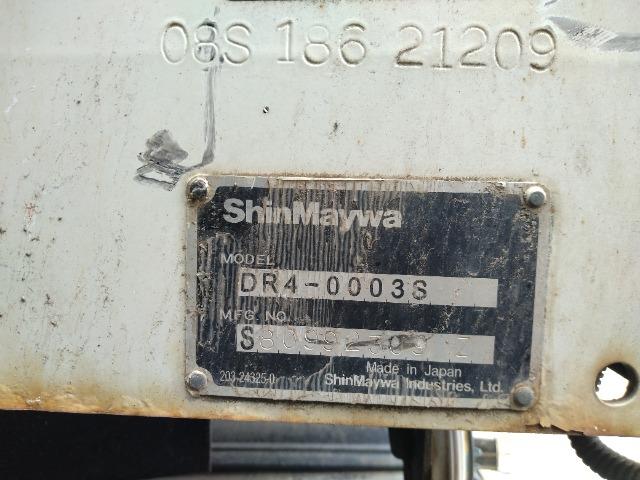 08S 186 21209
ShinMaywa
MODEL
DR4-0003S
MFG. NO.
Made in Japan
203-24325-0 ShinMaywa Industries, Ltd.